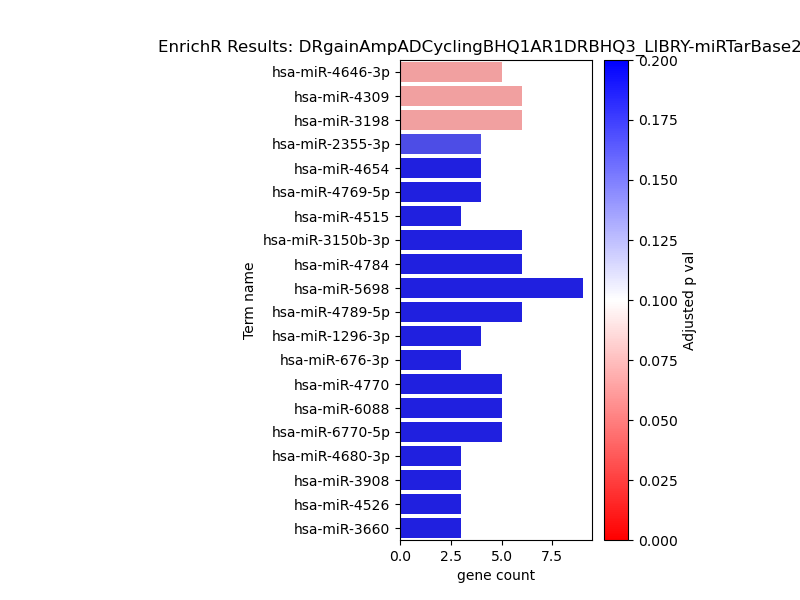 EnrichR Results: DRgainAmpADCyclingBHQ1AR1DRBHQ3_LIBRY-miRTarBase2
hsa-miR-4646-3p
hsa-miR-4309
hsa-miR-3198
hsa-miR-2355-3p
hsa-miR-4654
hsa-miR-4769-5p
hsa-miR-4515
hsa-miR-3150b-3p
hsa-miR-4784
hsa-miR-5698
hsa-miR-4789-5p
hsa-miR-1296-3p
hsa-miR-676-3p
hsa-miR-4770
hsa-miR-6088
hsa-miR-6770-5p
hsa-miR-4680-3p
hsa-miR-3908
hsa-miR-4526
hsa-miR-3660
Term name
0.0 2.5 5.0 7.5
gene count
0.200
0.175
0.150
0.125
0.100
0.075
0.050
0.025
0.000
Adjusted p val